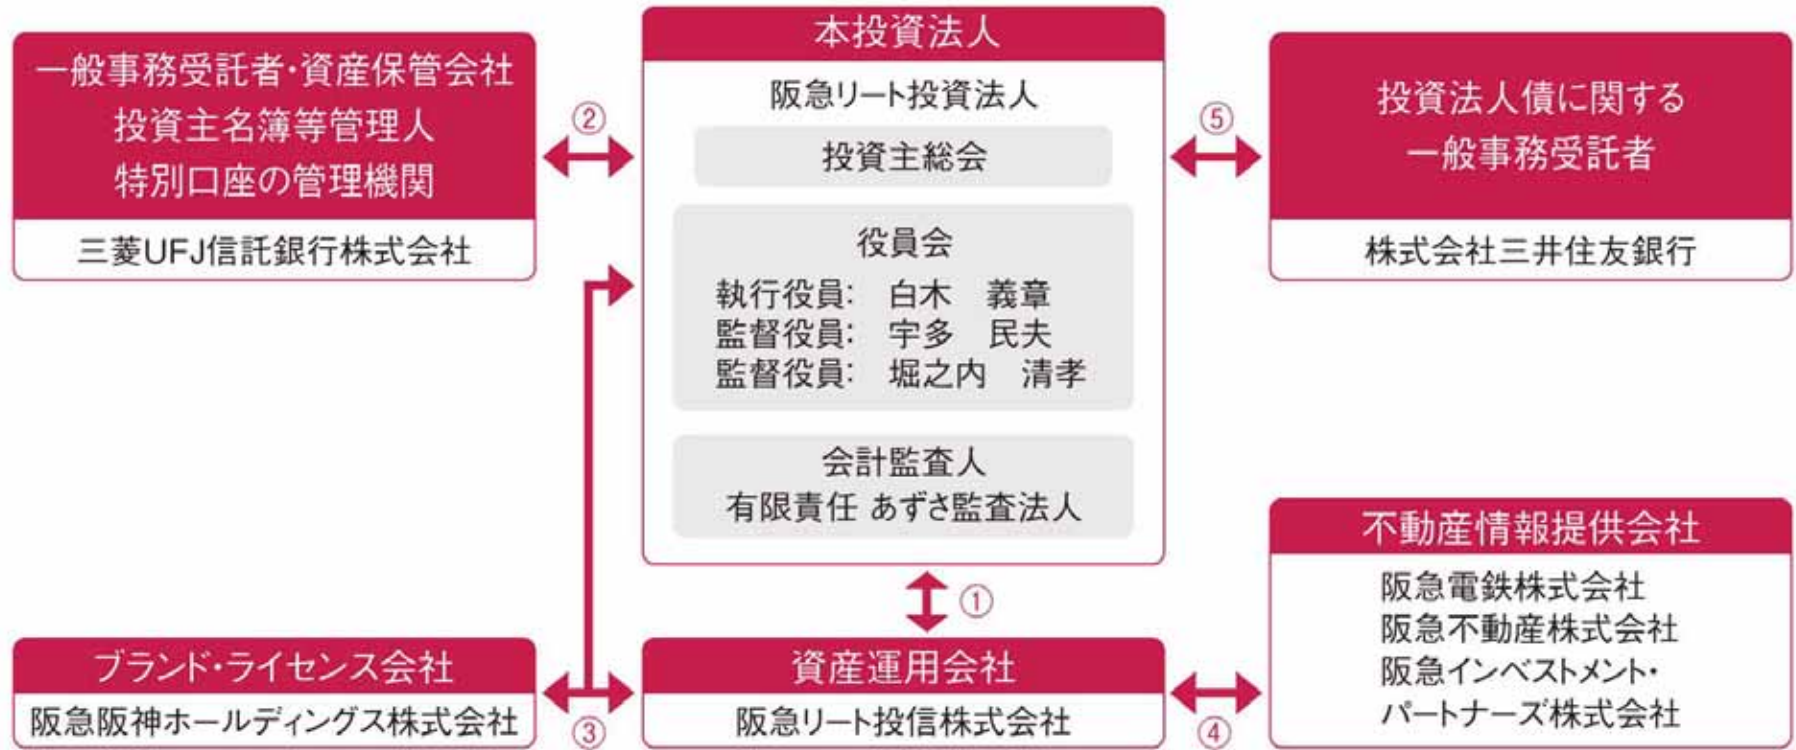 一般事務受託者・資産保管会社
投資主名簿等管理人
特別口座の管理機関
三菱UFJ信託銀行株式会社
②
本投資法人
阪急リート投資法人
投資主総会
役員会
執行役員： 白木 義章
監督役員： 宇多 民夫
監督役員： 堀之内 清孝
会計監査人
有限責任 あずさ監査法人
⑤
投資法人債に関する
一般事務受託者
株式会社三井住友銀行
①
ブランド・ライセンス会社
阪急阪神ホールディングス株式会社
③
資産運用会社
阪急リート投信株式会社
④
不動産情報提供会社
阪急電鉄株式会社
阪急不動産株式会社
阪急インベストメント・
パートナーズ株式会社